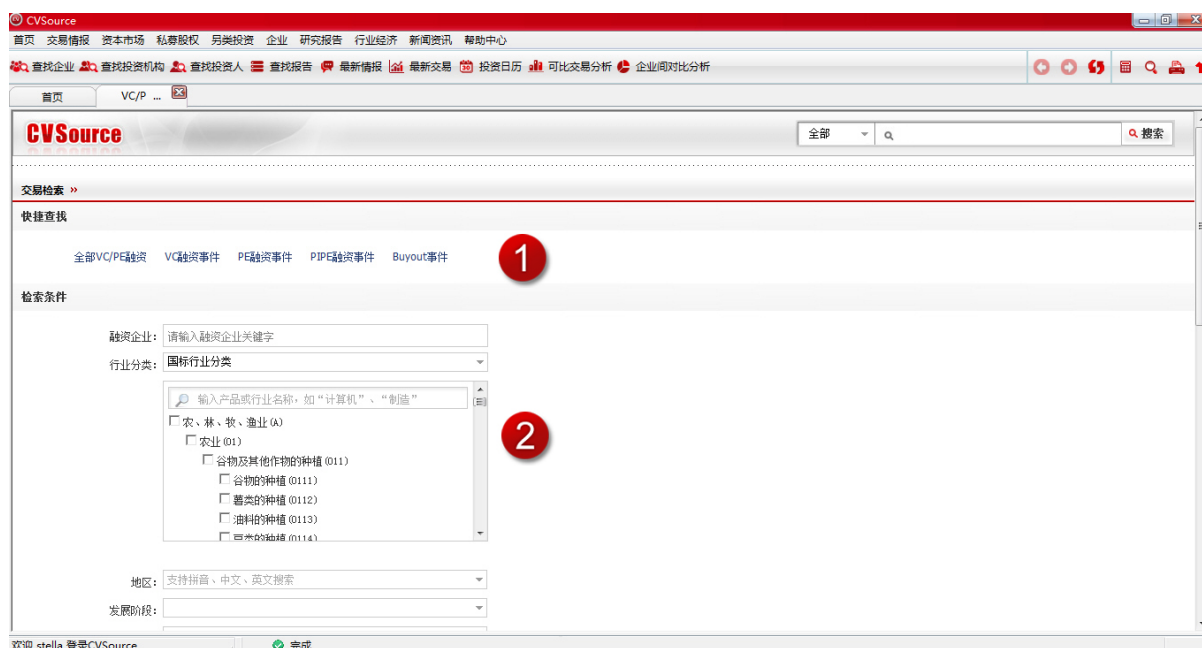 CVSource
首页 交易情报 资本市场 私募股权 另类投资 企业 研究报告 行业经济 新闻资讯 帮助中心
查找企业 查找投资机构 查找投资人 查找报告 最新情报 最新交易 投资日历 可比交易分析 企业间对比分析
首页 VC/P ...
CVSource 全部 搜索
交易检索 »
快捷查找
全部VC/PE融资 VC融资事件 PE融资事件 PIPE融资事件 Buyout事件
1
检索条件
融资企业: 请输入融资企业关键字
行业分类: 国标行业分类
输入产品或行业名称,如“计算机”、“制造”
农、林、牧、渔业(A)
农业(01)
2
谷物及其他作物的种植(011)
谷物的种植(0111)
薯类的种植(0112)
油料的种植(0113)
豆类的种植(0114)
地区: 支持拼音、中文、英文搜索
发展阶段:
欢迎 stella 登录CVSource 完成